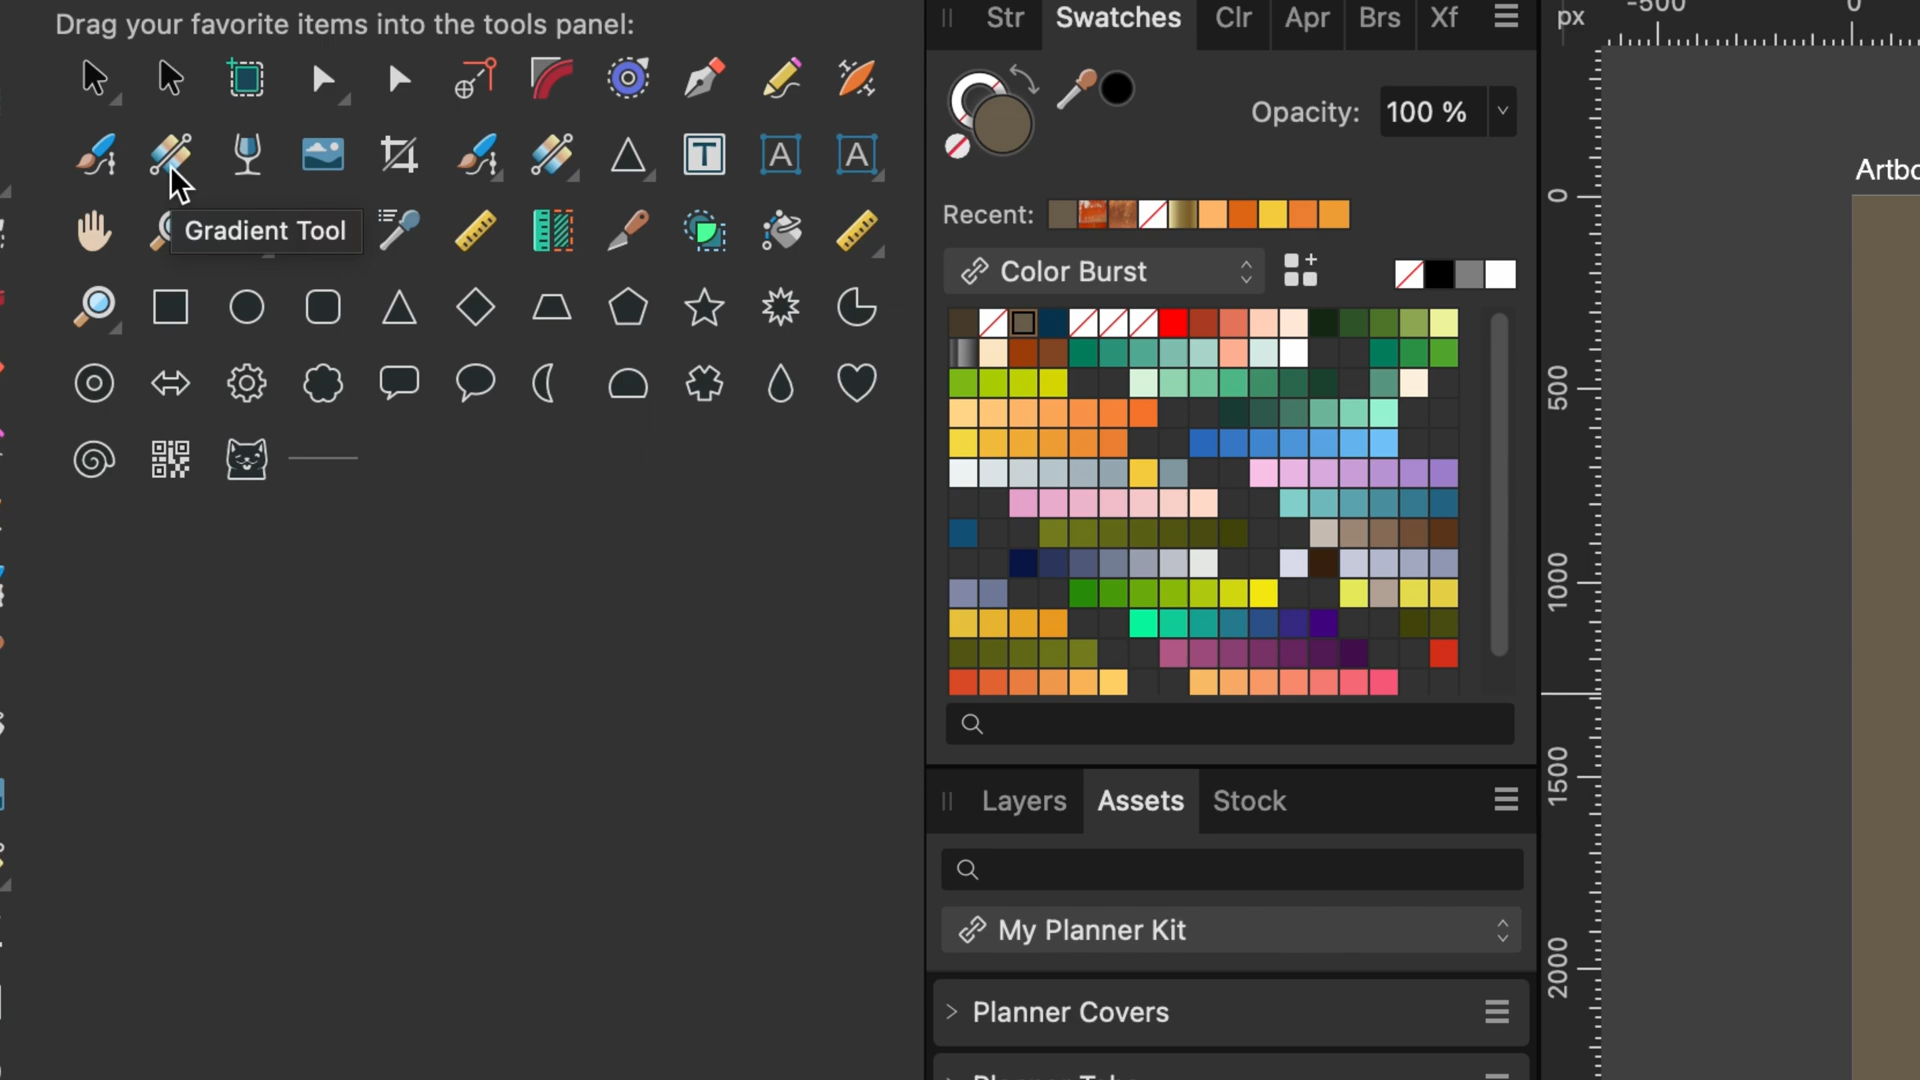 Drag your favorite items into the tools panel:
Gradient Tool
Str Swatches Clr Apr Brs Xf
Opacity: 100 %
Recent:
Color Burst
Layers Assets Stock
My Planner Kit
Planner Covers
px
-500 0
0
500
1000
1500
2000